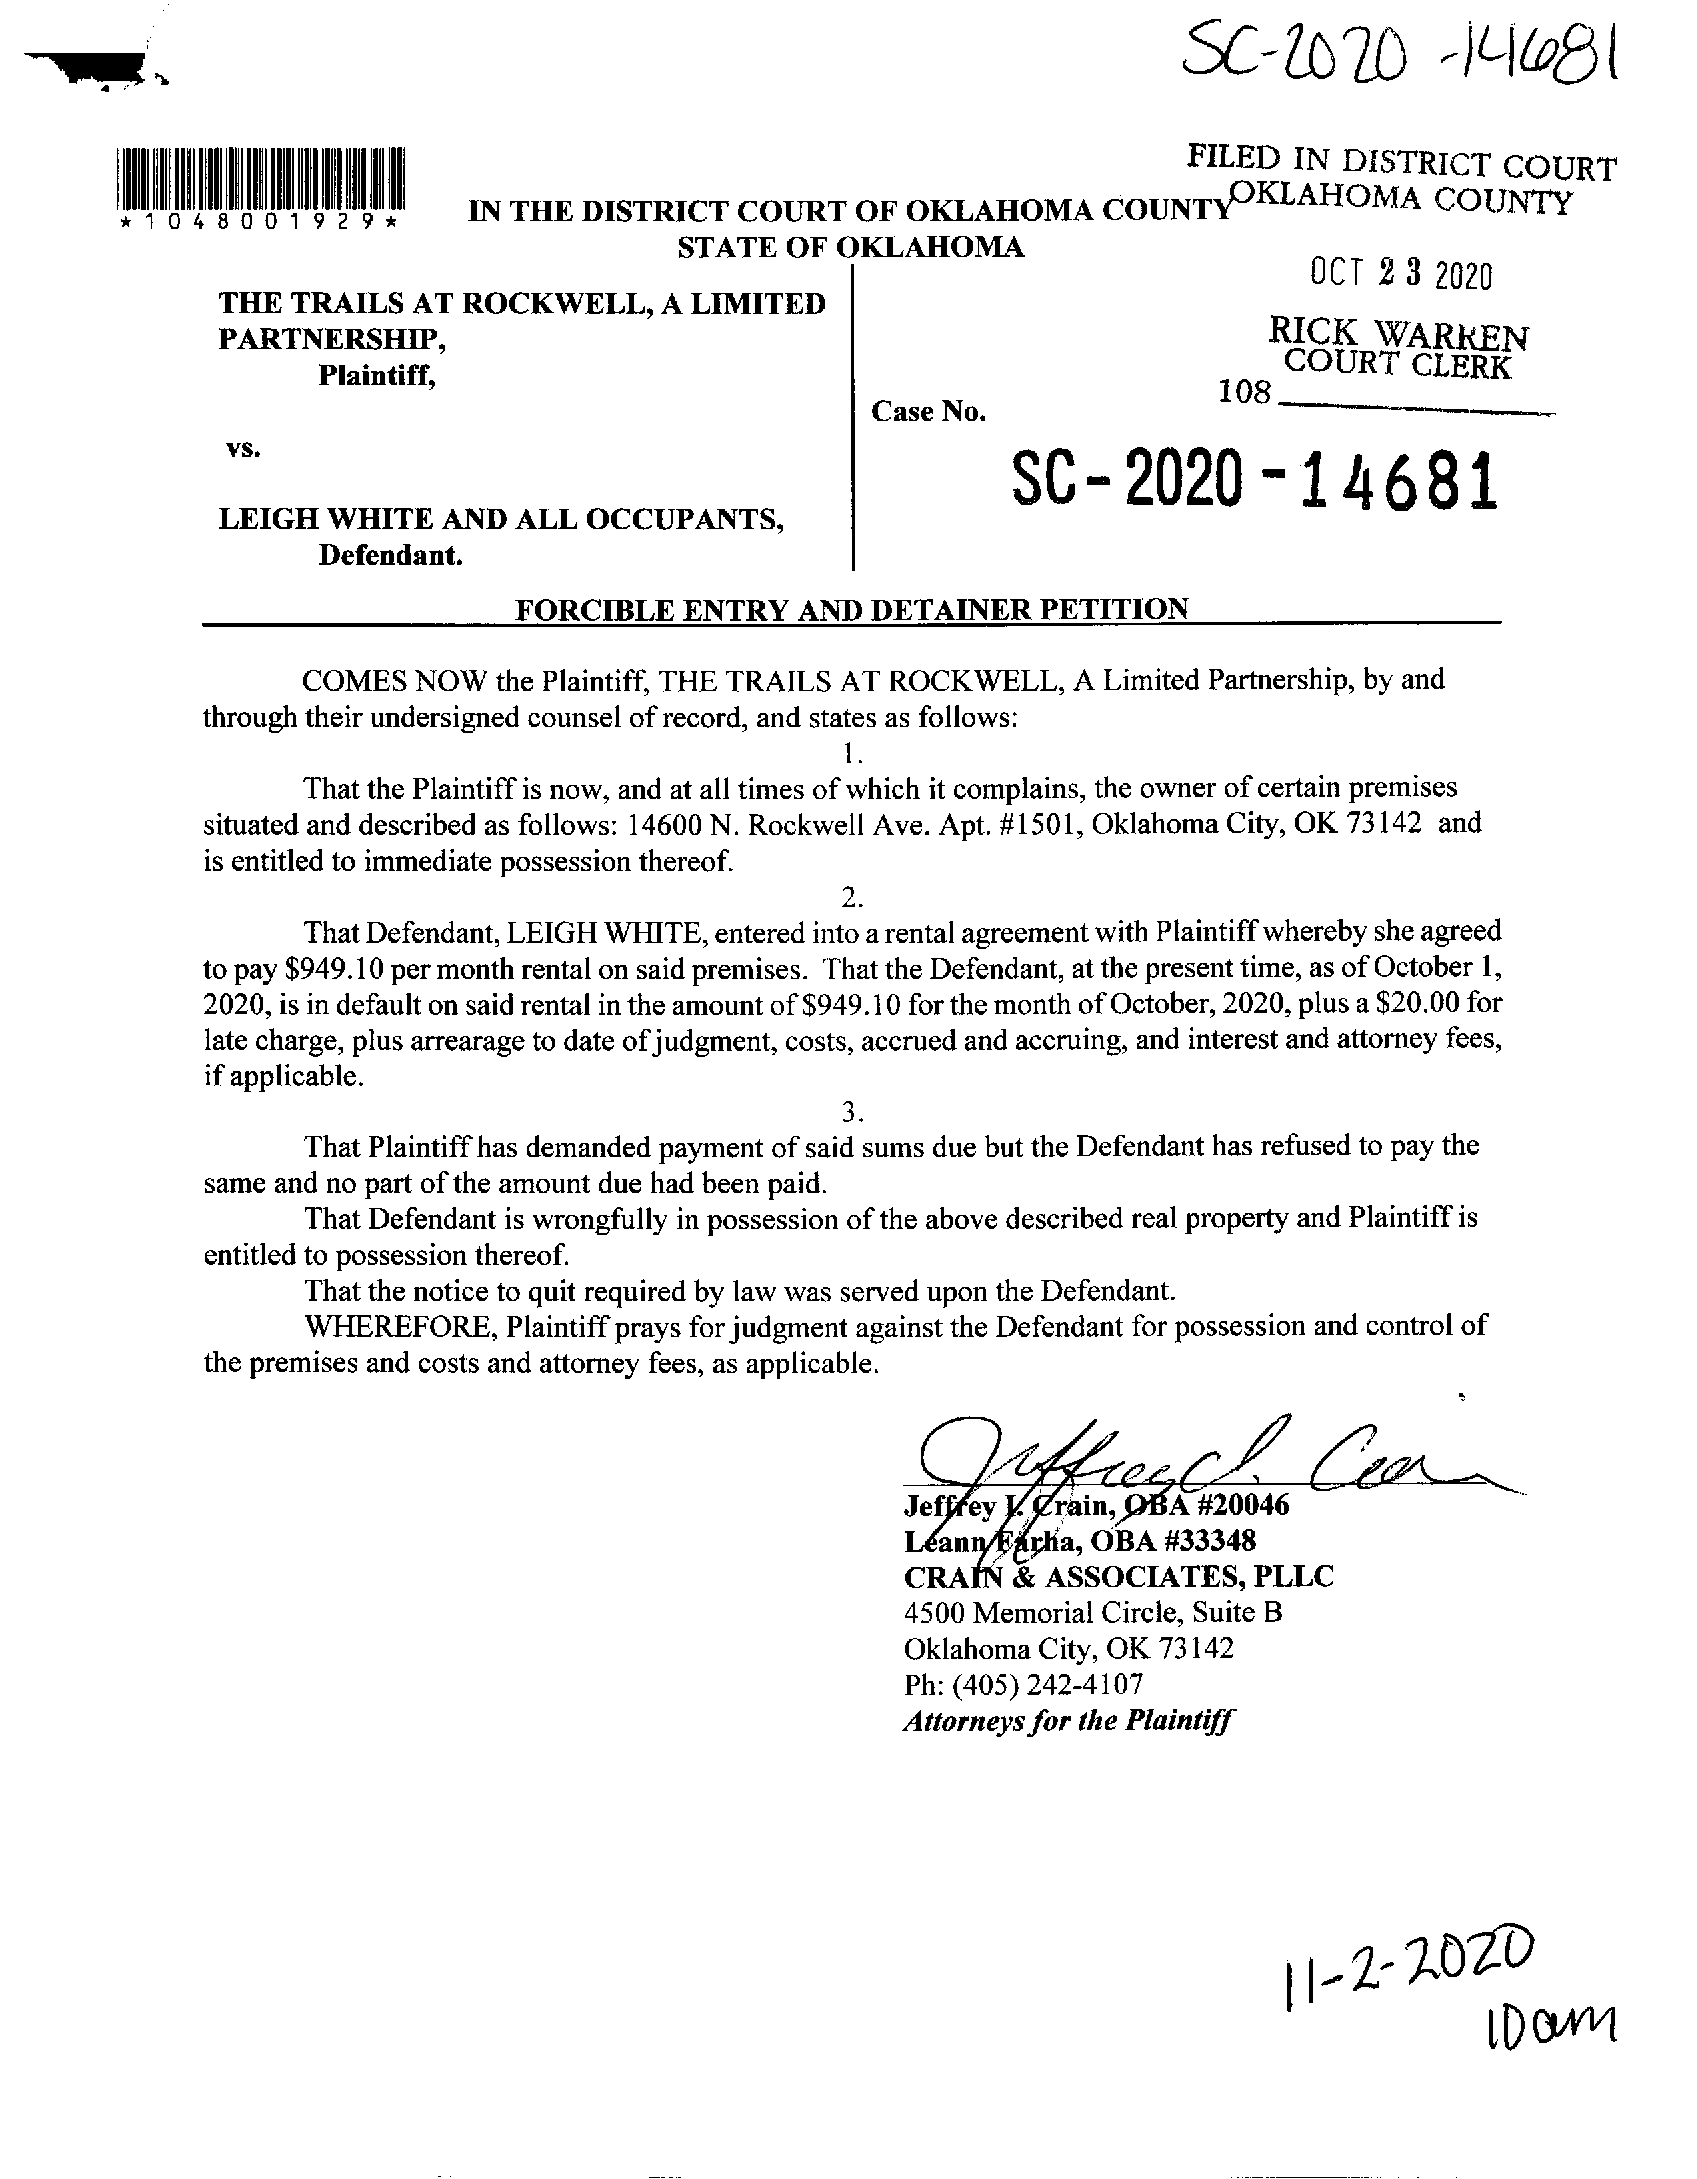 SC-2020-14681
*1048001929*
FILED IN DISTRICT COURT
OKLAHOMA COUNTY
IN THE DISTRICT COURT OF OKLAHOMA COUNTY
STATE OF OKLAHOMA
OCT 23 2020
RICK WARREN
COURT CLERK
108
THE TRAILS AT ROCKWELL, A LIMITED
PARTNERSHIP,
Plaintiff,
Case No.
vs.
SC-2020-14681
LEIGH WHITE AND ALL OCCUPANTS,
Defendant.
FORCIBLE ENTRY AND DETAINER PETITION
COMES NOW the Plaintiff, THE TRAILS AT ROCKWELL, A Limited Partnership, by and
through their undersigned counsel of record, and states as follows:
1.
That the Plaintiff is now, and at all times of which it complains, the owner of certain premises
situated and described as follows: 14600 N. Rockwell Ave. Apt. #1501, Oklahoma City, OK 73142 and
is entitled to immediate possession thereof.
2.
That Defendant, LEIGH WHITE, entered into a rental agreement with Plaintiff whereby she agreed
to pay $949.10 per month rental on said premises. That the Defendant, at the present time, as of October 1,
2020, is in default on said rental in the amount of $949.10 for the month of October, 2020, plus a $20.00 for
late charge, plus arrearage to date of judgment, costs, accrued and accruing, and interest and attorney fees,
if applicable.
3.
That Plaintiff has demanded payment of said sums due but the Defendant has refused to pay the
same and no part of the amount due had been paid.
That Defendant is wrongfully in possession of the above described real property and Plaintiff is
entitled to possession thereof.
That the notice to quit required by law was served upon the Defendant.
WHEREFORE, Plaintiff prays for judgment against the Defendant for possession and control of
the premises and costs and attorney fees, as applicable.
Jeffrey Crain, OBA #20046
Leann Farha, OBA #33348
CRAIN & ASSOCIATES, PLLC
4500 Memorial Circle, Suite B
Oklahoma City, OK 73142
Ph: (405) 242-4107
Attorneys for the Plaintiff
11-2-2020
10am